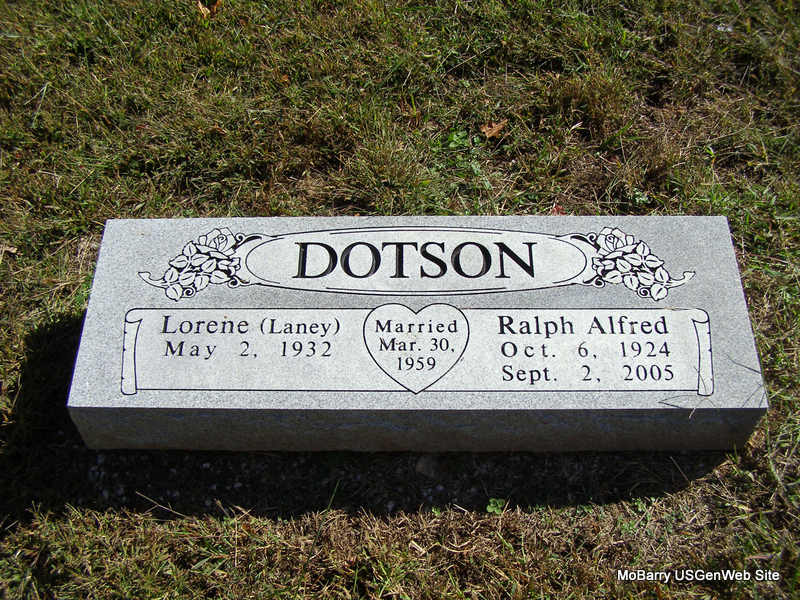 DOTSON
Lorene (Laney)
May 2, 1932
Married
Mar. 30,
1959
Ralph Alfred
Oct. 6, 1924
Sept. 2, 2005
MoBarry USGenWeb Site